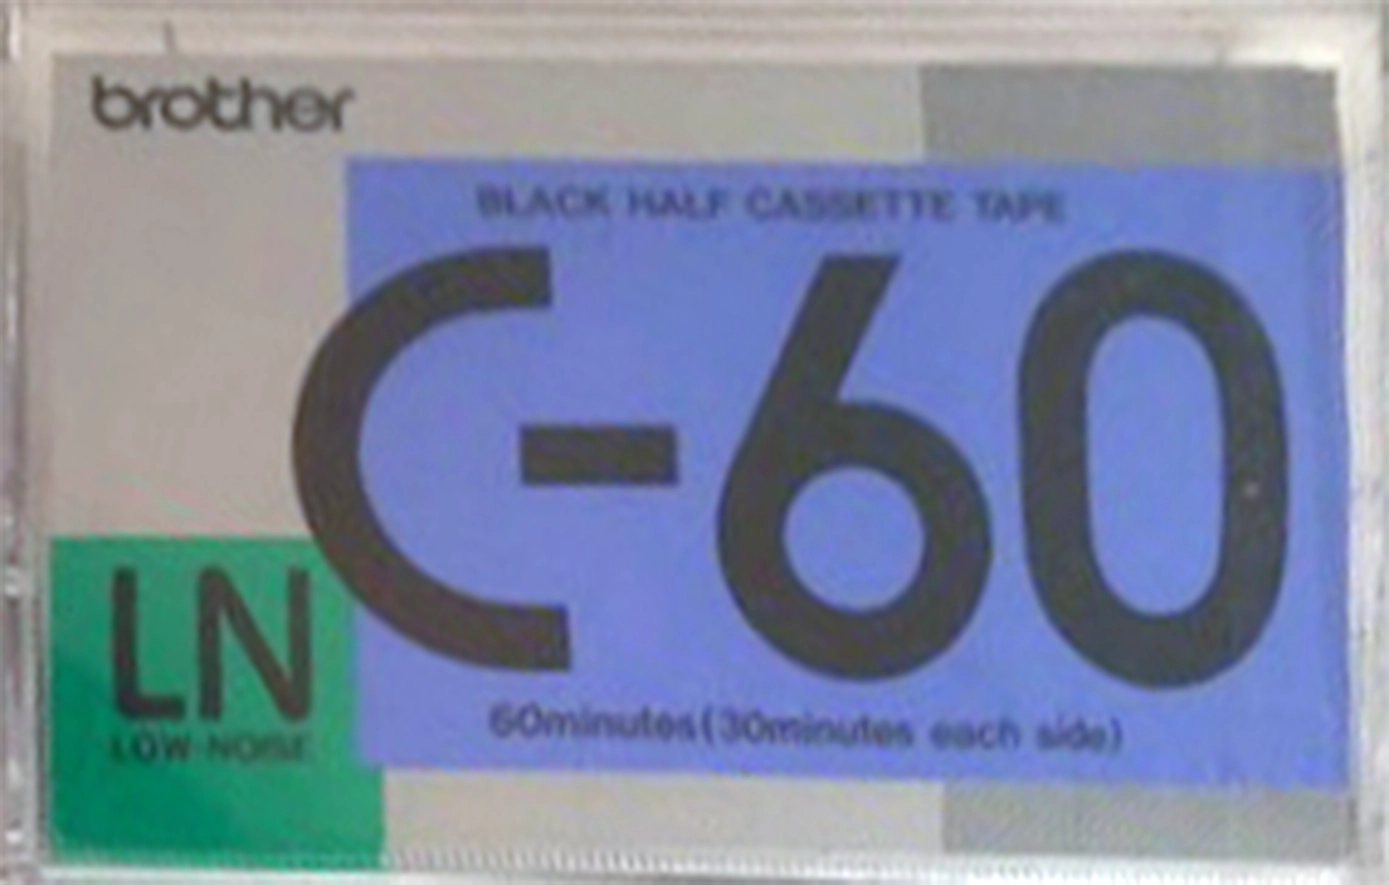 brother
BLACK HALF CASSETTE TAPE
C-60
LN
LOW NOISE
60minutes(30minutes each side)